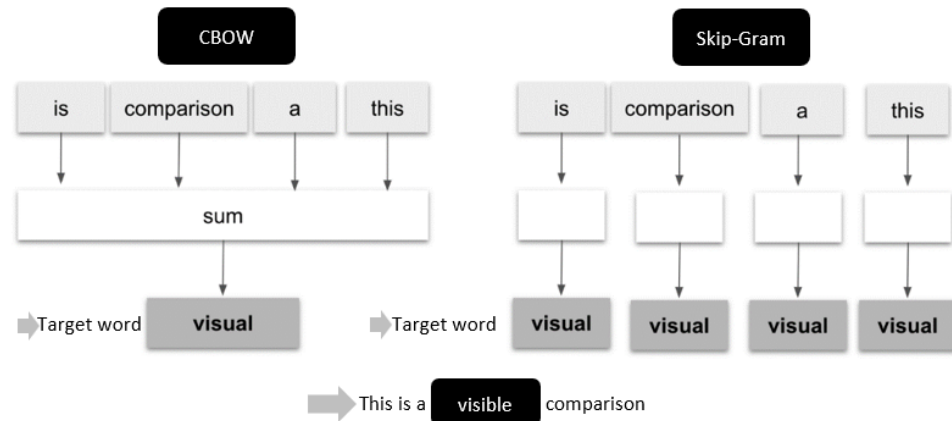 CBOW
Skip-Gram
is comparison a this
is comparison a this
sum
Target word visual
Target word visual visual visual visual
This is a visible comparison